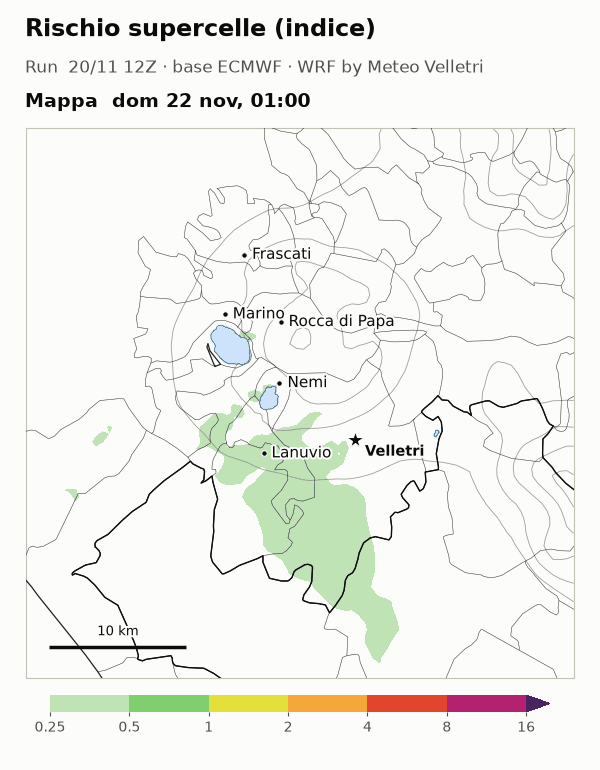 Rischio supercelle (indice)
Run  20/11 12Z · base ECMWF · WRF by Meteo Velletri
Mappa  dom 22 nov, 01:00
Frascati
Marino
Rocca di Papa
Nemi
Velletri
Lanuvio
10 km
0.25 0.5 1 2 4 8 16